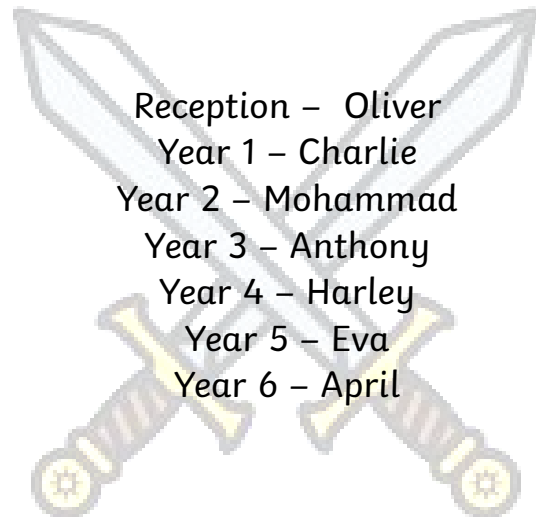 Reception – Oliver
Year 1 – Charlie
Year 2 – Mohammad
Year 3 – Anthony
Year 4 – Harley
Year 5 – Eva
Year 6 – April